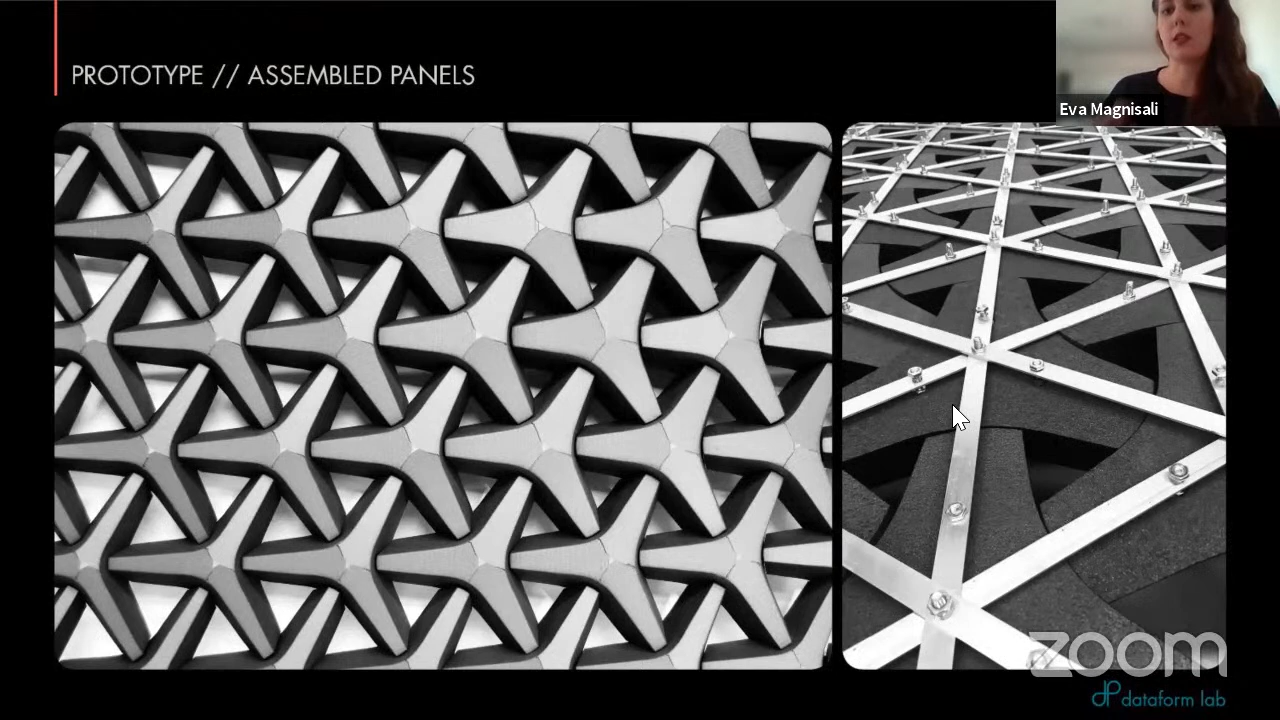 PROTOTYPE // ASSEMBLED PANELS
Eva Magnisali
zoom
dataform lab